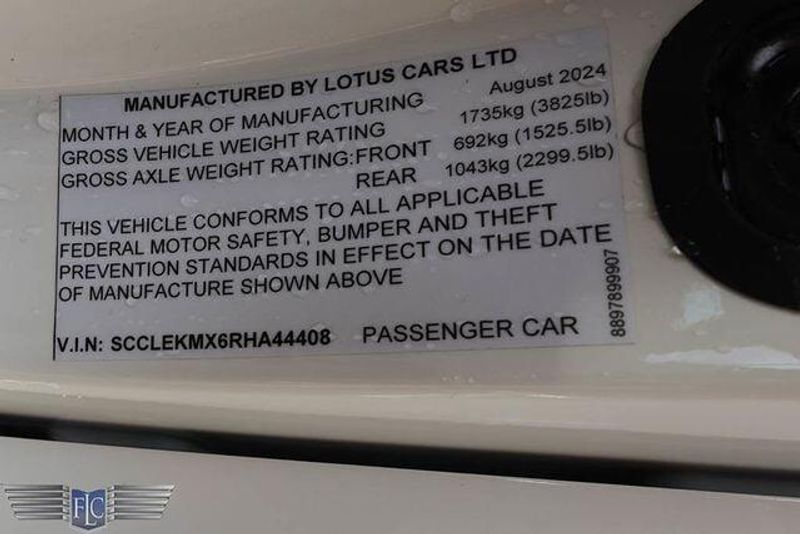 MANUFACTURED BY LOTUS CARS LTD
MONTH & YEAR OF MANUFACTURING August 2024
GROSS VEHICLE WEIGHT RATING 1735kg (3825lb)
GROSS AXLE WEIGHT RATING: FRONT 692kg (1525.5lb)
REAR 1043kg (2299.5lb)
THIS VEHICLE CONFORMS TO ALL APPLICABLE
FEDERAL MOTOR SAFETY, BUMPER AND THEFT
PREVENTION STANDARDS IN EFFECT ON THE DATE
OF MANUFACTURE SHOWN ABOVE
V.I.N: SCCLEKMX6RHA44408 PASSENGER CAR
8897899907
FLC